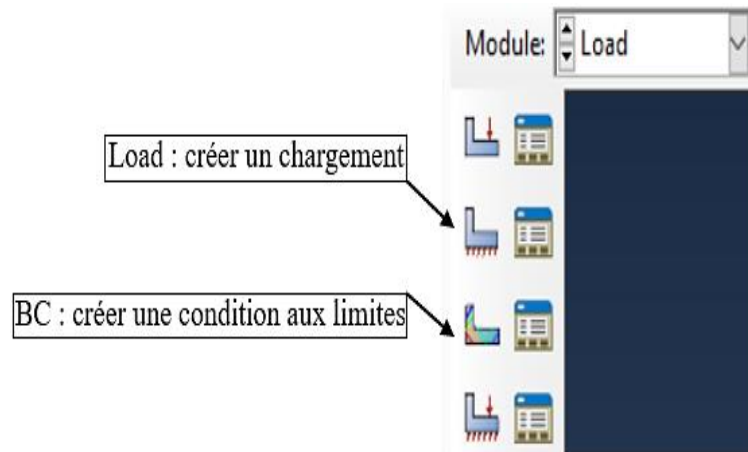 Module: Load
Load : créer un chargement
BC : créer une condition aux limites